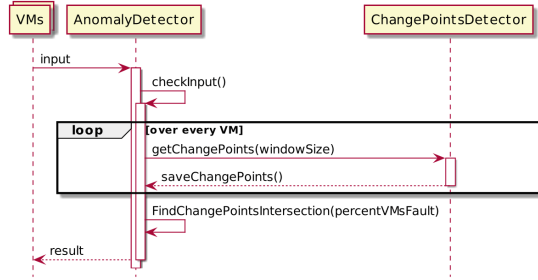 VMs
AnomalyDetector
ChangePointsDetector
input
checkInput()
loop
[over every VM]
getChangePoints(windowSize)
saveChangePoints()
FindChangePointsIntersection(percentVMsFault)
result